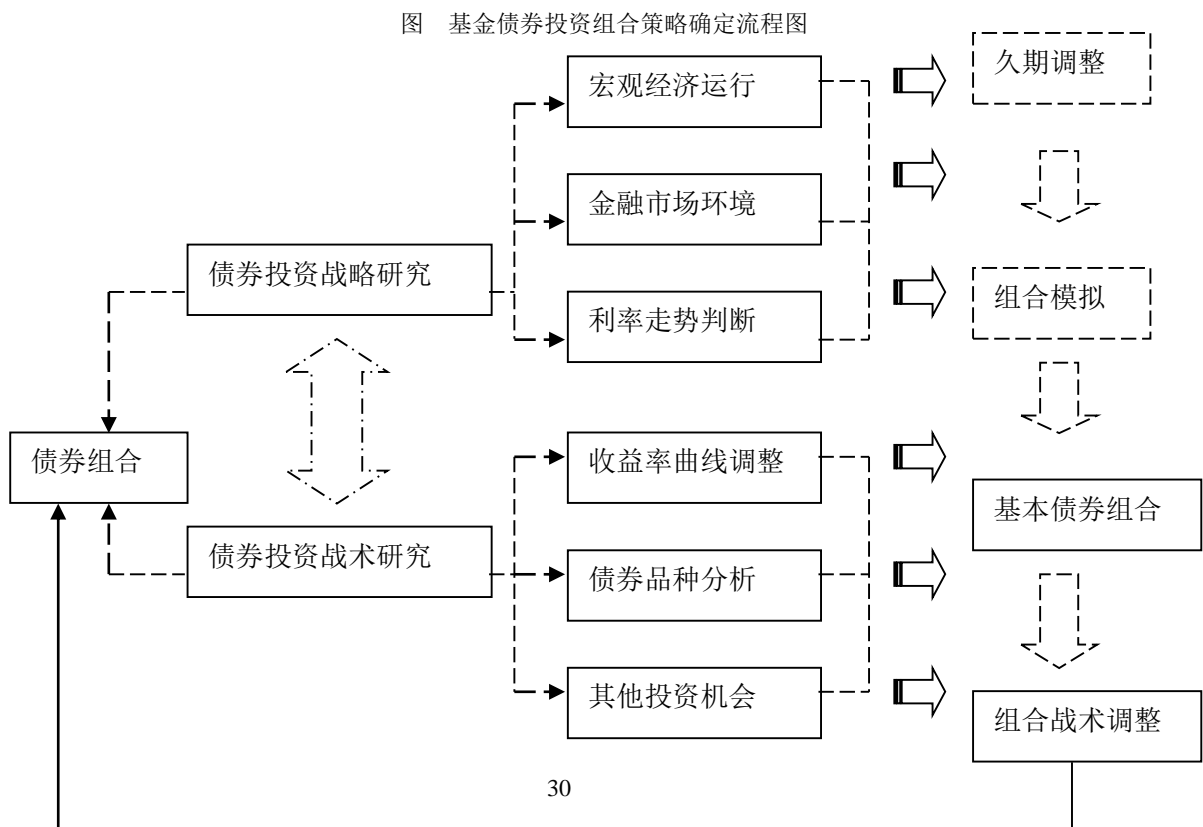 图 基金债券投资组合策略确定流程图
宏观经济运行
久期调整
金融市场环境
债券投资战略研究
利率走势判断
组合模拟
债券组合
收益率曲线调整
基本债券组合
债券投资战术研究
债券品种分析
其他投资机会
组合战术调整
30